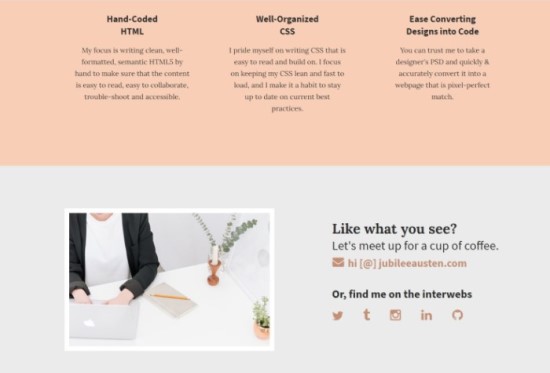 Hand-Coded
HTML
My focus is writing clean, well-
formatted, semantic HTML5 by
hand to make sure that the content
is easy to read, easy to collaborate,
trouble-shoot and accessible.
Well-Organized
CSS
I pride myself on writing CSS that is
easy to read and build on. I focus
on keeping my CSS lean and fast to
load, and I make it a habit to stay
up to date on current best
practices.
Ease Converting
Designs into Code
You can trust me to take a
designer's PSD and quickly &
accurately convert it into a
webpage that is pixel-perfect
match.
Like what you see?
Let's meet up for a cup of coffee.
hi [@] jubileeausten.com
Or, find me on the interwebs